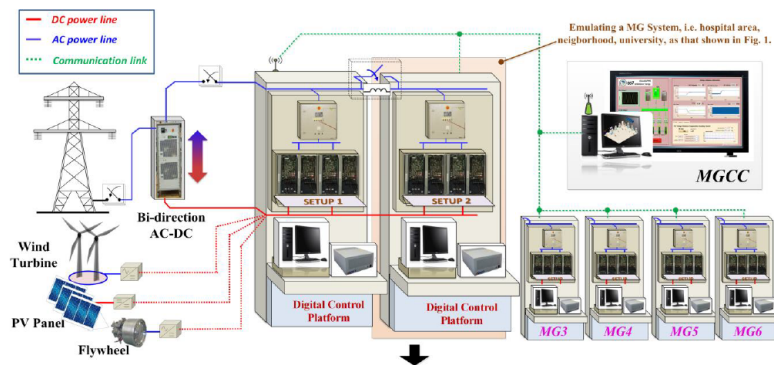 DC power line
AC power line
Communication link
Emulating a MG System, i.e. hospital area,
neigborhood, university, as that shown in Fig. 1.
MGCC
SETUP 1
SETUP 2
Bi-direction
AC-DC
Wind
Turbine
PV Panel
Flywheel
Digital Control
Platform
Digital Control
Platform
MG3
MG4
MG5
MG6